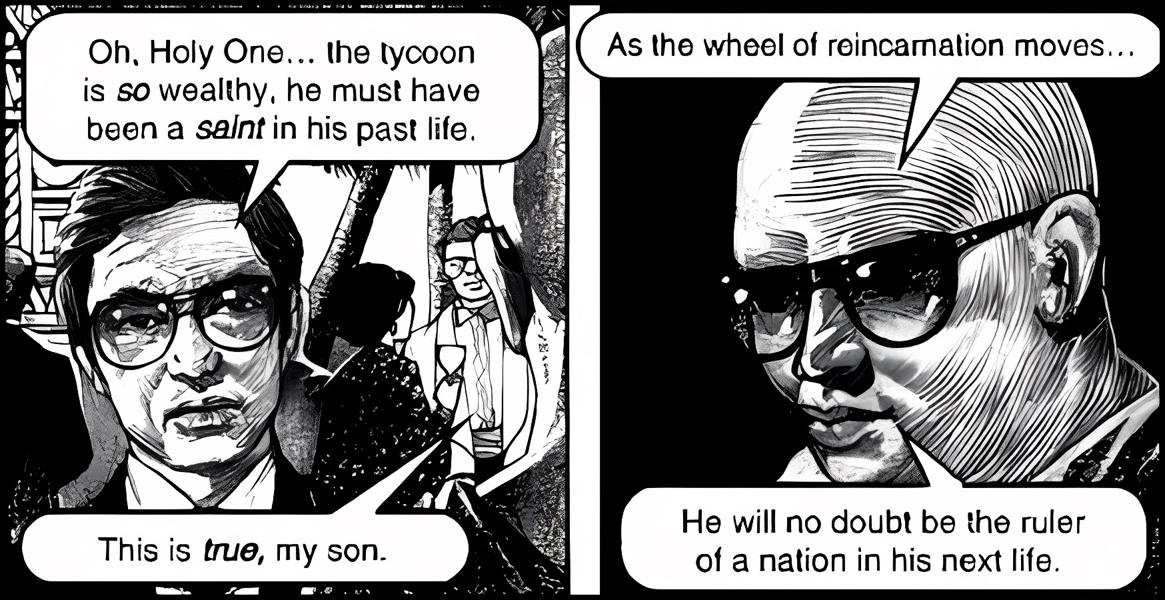 Oh, Holy One... the tycoon
is so wealthy, he must have
been a saint in his past life.
This is true, my son.
As the wheel of reincarnation moves...
He will no doubt be the ruler
of a nation in his next life.